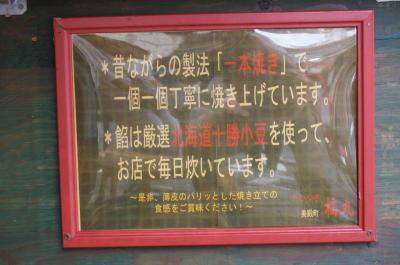 ＊昔ながらの製法「一本焼き」で
一個一個丁寧に焼き上げています。
＊餡は厳選北海道十勝小豆を使って、
お店で毎日炊いています。
～是非、薄皮のパリッとした焼き立ての
食感をご賞味ください！～
美殿町